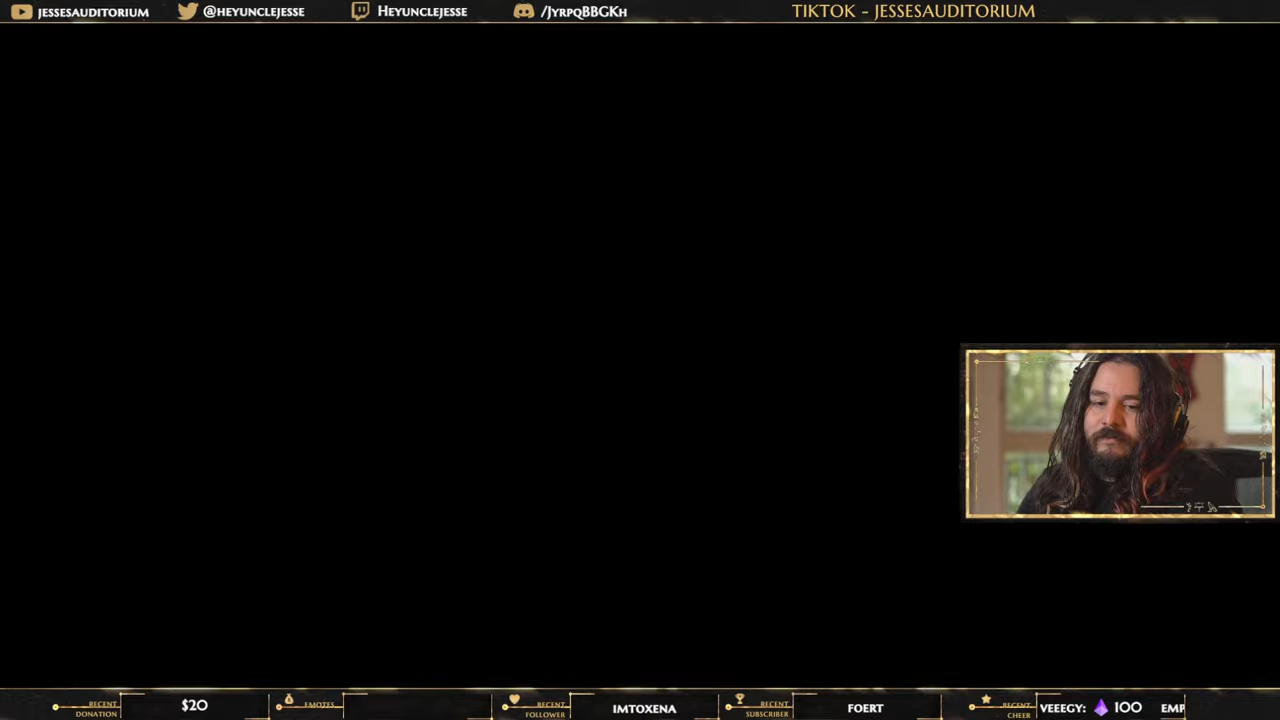 JESSESAUDITORIUM @HEYUNCLEJESSE HEYUNCLEJESSE /JYRPQBBGKH TIKTOK - JESSESAUDITORIUM
RECENT DONATION $20
EMOTES
RECENT FOLLOWER IMTOXENA
RECENT SUBSCRIBER FOERT
RECENT CHEER VEEEGY: 100 EMP